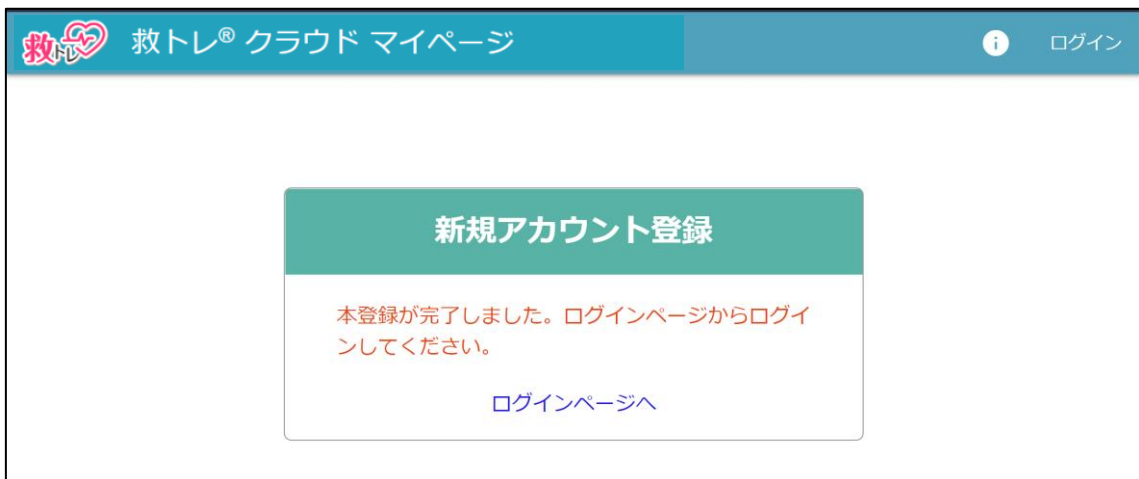 救トレ 救トレ® クラウド マイページ
i ログイン
新規アカウント登録
本登録が完了しました。ログインページからログイ
ンしてください。
ログインページへ